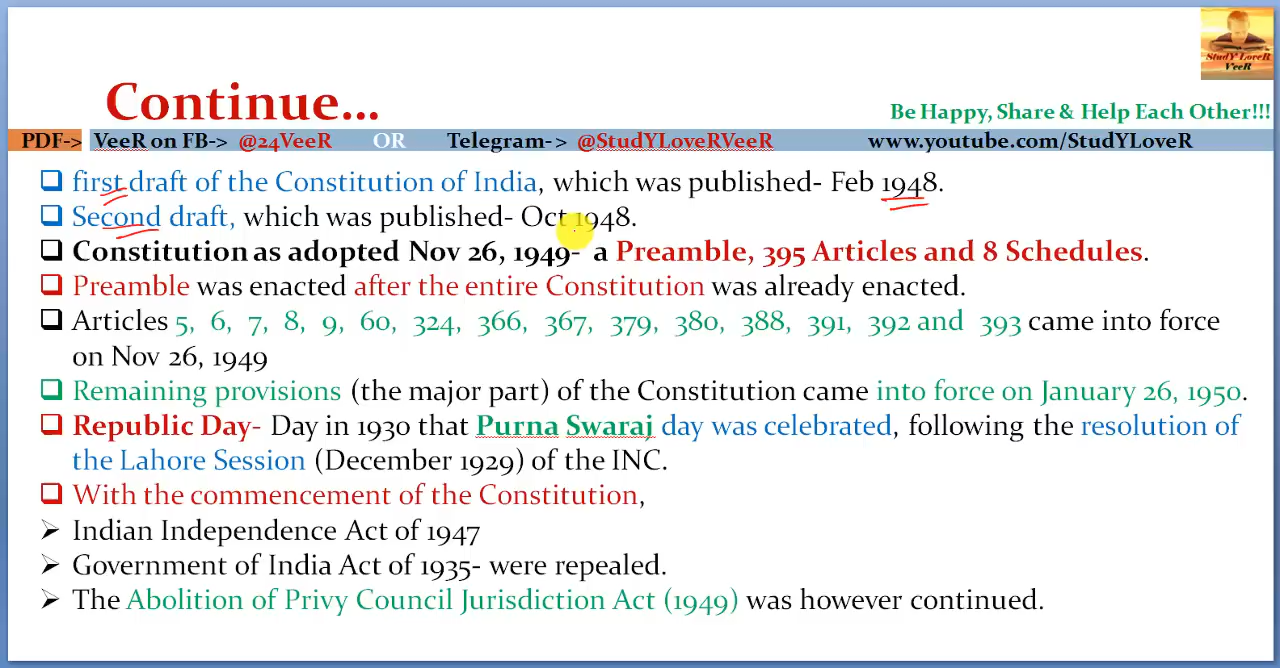 StudY LoveR
VeeR
Continue...
Be Happy, Share & Help Each Other!!!
PDF-> VeeR on FB-> @24VeeR OR Telegram-> @StudYLoveRVeeR www.youtube.com/StudYLoveR
first draft of the Constitution of India, which was published- Feb 1948.
Second draft, which was published- Oct 1948.
Constitution as adopted Nov 26, 1949- a Preamble, 395 Articles and 8 Schedules.
Preamble was enacted after the entire Constitution was already enacted.
Articles 5, 6, 7, 8, 9, 60, 324, 366, 367, 379, 380, 388, 391, 392 and 393 came into force
on Nov 26, 1949
Remaining provisions (the major part) of the Constitution came into force on January 26, 1950.
Republic Day- Day in 1930 that Purna Swaraj day was celebrated, following the resolution of
the Lahore Session (December 1929) of the INC.
With the commencement of the Constitution,
Indian Independence Act of 1947
Government of India Act of 1935- were repealed.
The Abolition of Privy Council Jurisdiction Act (1949) was however continued.